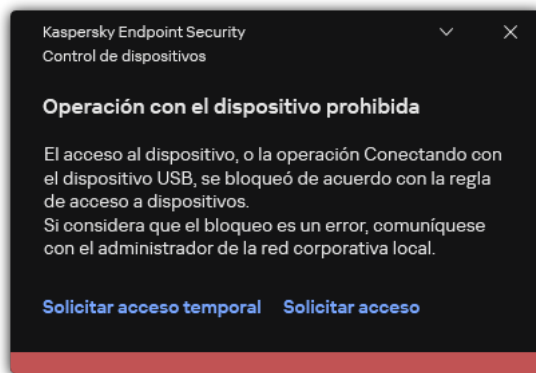 Kaspersky Endpoint Security
Control de dispositivos
Operación con el dispositivo prohibida
El acceso al dispositivo, o la operación Conectando con
el dispositivo USB, se bloqueó de acuerdo con la regla
de acceso a dispositivos.
Si considera que el bloqueo es un error, comuníquese
con el administrador de la red corporativa local.
Solicitar acceso temporal Solicitar acceso